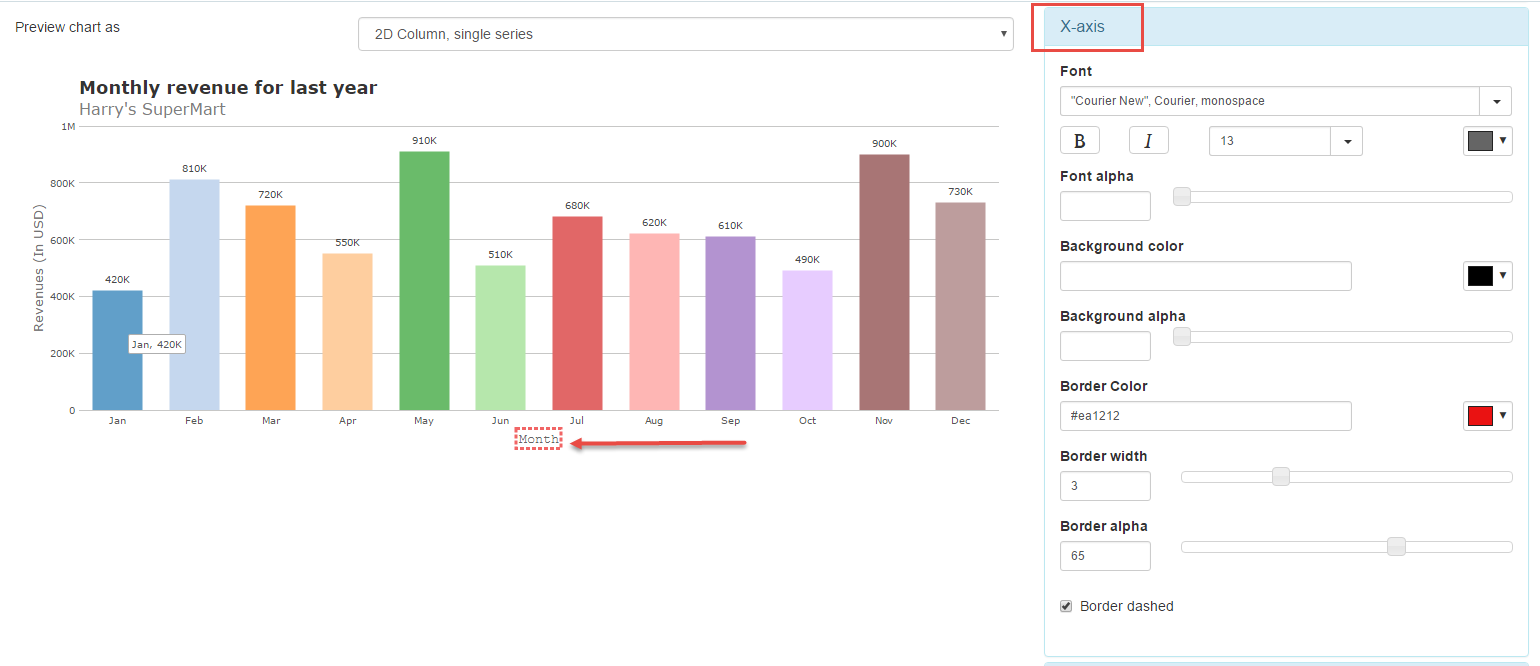 Preview chart as
2D Column, single series
Monthly revenue for last year
Harry's SuperMart
Revenues (In USD)
1M
800K
600K
400K
200K
0
420K
810K
720K
550K
910K
510K
680K
620K
610K
490K
900K
730K
Jan, 420K
Jan Feb Mar Apr May Jun Jul Aug Sep Oct Nov Dec
Month
X-axis
Font
"Courier New", Courier, monospace
B I 13
Font alpha
Background color
Background alpha
Border Color
#ea1212
Border width
3
Border alpha
65
Border dashed